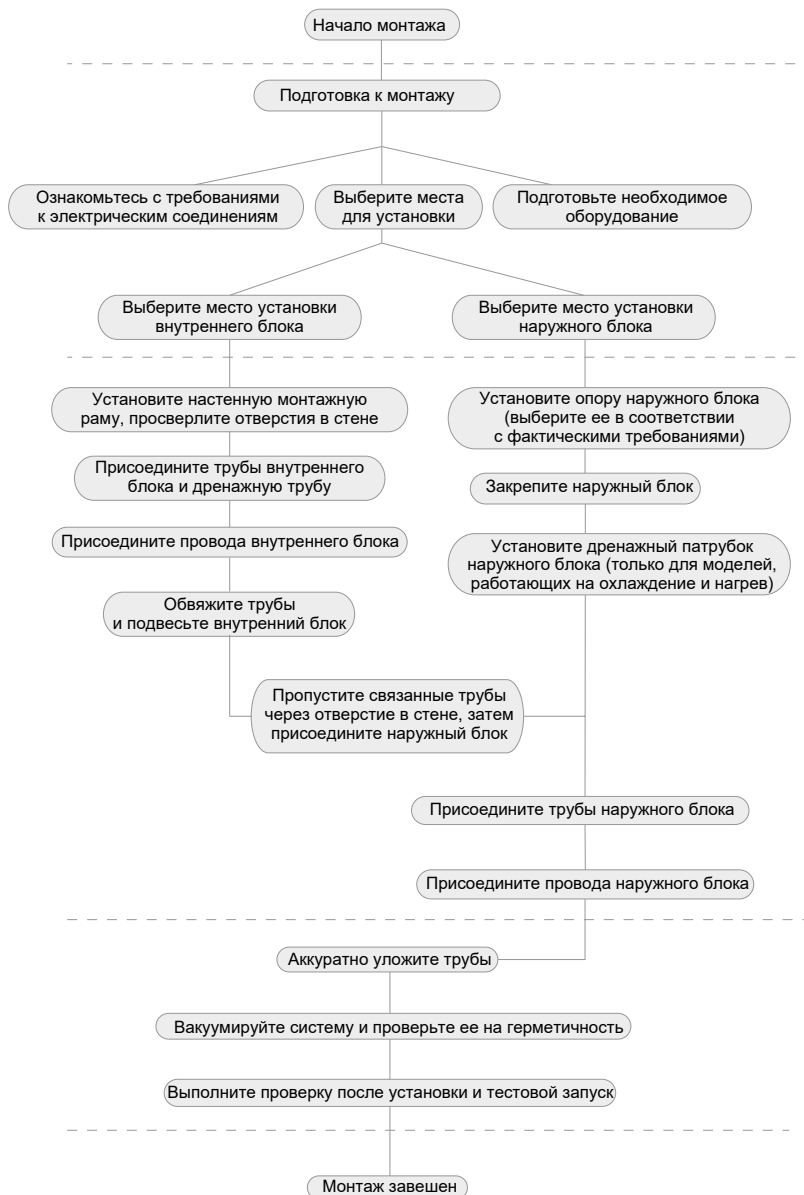 Начало монтажа
Подготовка к монтажу
Ознакомьтесь с требованиями
к электрическим соединениям
Выберите места
для установки
Подготовьте необходимое
оборудование
Выберите место установки
внутреннего блока
Выберите место установки
наружного блока
Установите настенную монтажную
раму, просверлите отверстия в стене
Установите опору наружного блока
(выберите ее в соответствии
с фактическими требованиями)
Присоедините трубы внутреннего
блока и дренажную трубу
Закрепите наружный блок
Присоедините провода внутреннего блока
Установите дренажный патрубок
наружного блока (только для моделей,
работающих на охлаждение и нагрев)
Обвяжите трубы
и подвесьте внутренний блок
Пропустите связанные трубы
через отверстие в стене, затем
присоедините наружный блок
Присоедините трубы наружного блока
Присоедините провода наружного блока
Аккуратно уложите трубы
Вакуумируйте систему и проверьте ее на герметичность
Выполните проверку после установки и тестовой запуск
Монтаж завешен